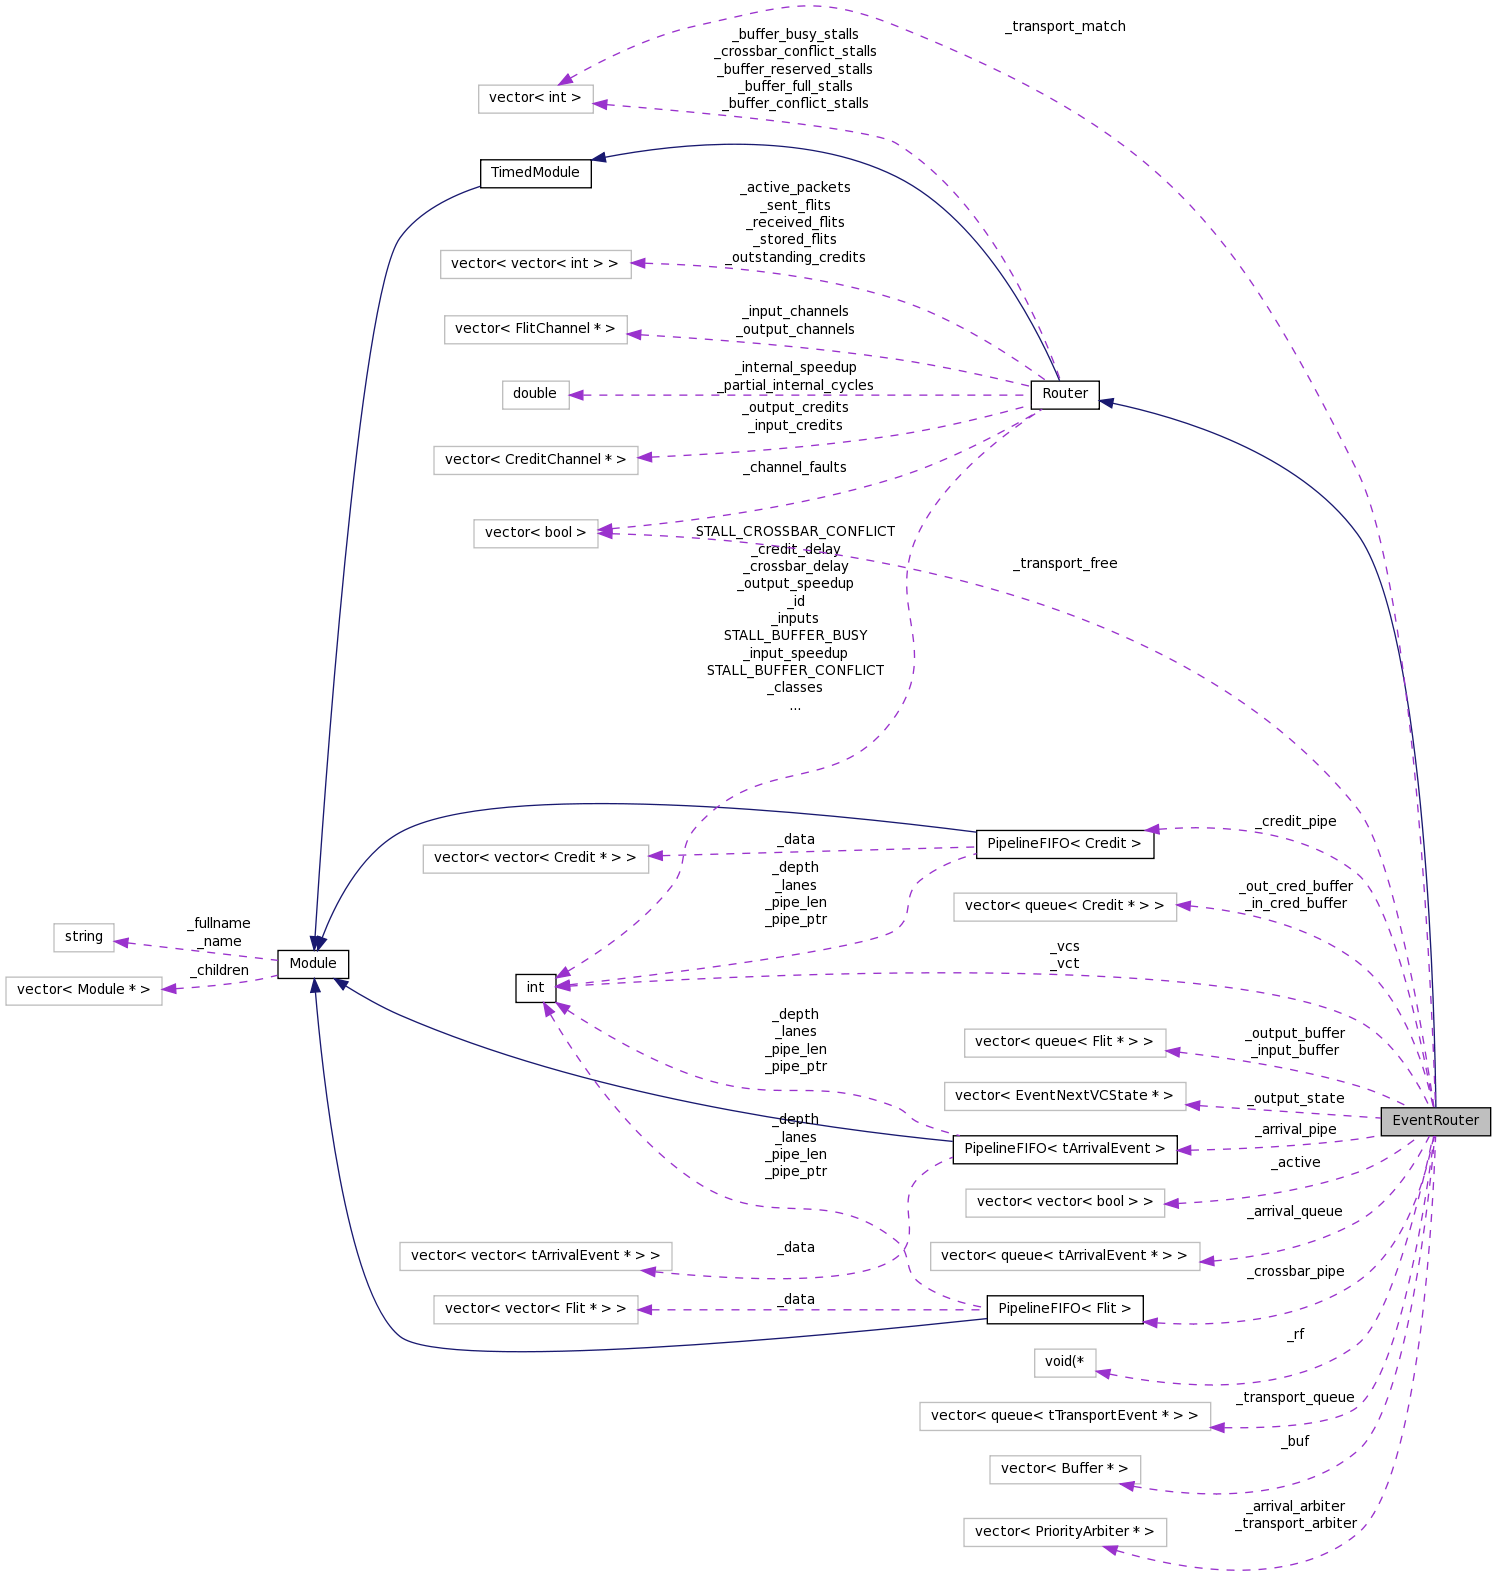 _transport_match
_buffer_busy_stalls
_crossbar_conflict_stalls
_buffer_reserved_stalls
_buffer_full_stalls
_buffer_conflict_stalls
vector< int >
TimedModule
_active_packets
_sent_flits
_received_flits
_stored_flits
_outstanding_credits
vector< vector< int > >
_input_channels
_output_channels
vector< FlitChannel * >
_internal_speedup
_partial_internal_cycles
double
Router
_output_credits
_input_credits
vector< CreditChannel * >
_channel_faults
vector< bool >
STALL_CROSSBAR_CONFLICT
_credit_delay
_crossbar_delay
_output_speedup
_id
_inputs
STALL_BUFFER_BUSY
_input_speedup
STALL_BUFFER_CONFLICT
_classes
...
_transport_free
_credit_pipe
PipelineFIFO< Credit >
_data
vector< vector< Credit * > >
_depth
_lanes
_pipe_len
_pipe_ptr
_out_cred_buffer
_in_cred_buffer
vector< queue< Credit * > >
_fullname
_name
string
Module
_children
vector< Module * >
int
_vcs
_vct
_depth
_lanes
_pipe_len
_pipe_ptr
_output_buffer
_input_buffer
vector< queue< Flit * > >
vector< EventNextVCState * >
_output_state
EventRouter
_arrival_pipe
PipelineFIFO< tArrivalEvent >
_depth
_lanes
_pipe_len
_pipe_ptr
_active
vector< vector< bool > >
_arrival_queue
vector< queue< tArrivalEvent * > >
vector< vector< tArrivalEvent * > >
_data
_crossbar_pipe
vector< vector< Flit * > >
_data
PipelineFIFO< Flit >
_rf
void(*
_transport_queue
vector< queue< tTransportEvent * > >
_buf
vector< Buffer * >
_arrival_arbiter
_transport_arbiter
vector< PriorityArbiter * >